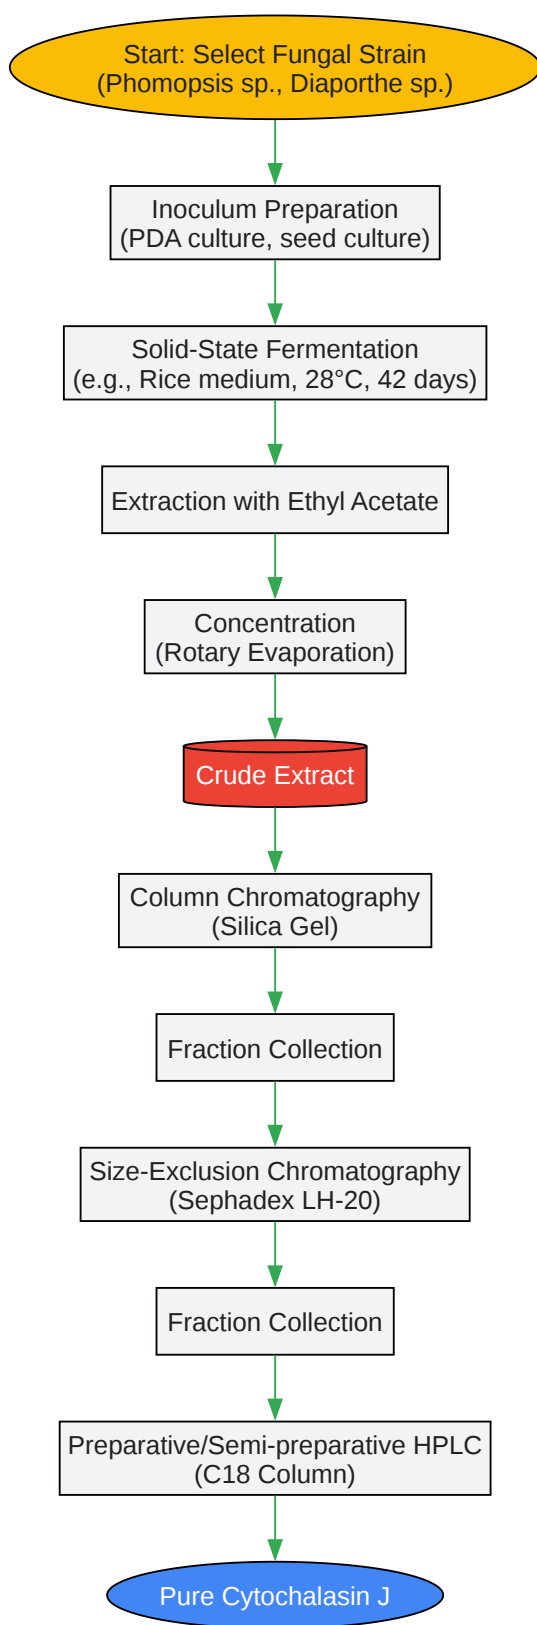 Start: Select Fungal Strain
(Phomopsis sp., Diaporthe sp.)
Inoculum Preparation
(PDA culture, seed culture)
Solid-State Fermentation
(e.g., Rice medium, 28°C, 42 days)
Extraction with Ethyl Acetate
Concentration
(Rotary Evaporation)
Crude Extract
Column Chromatography
(Silica Gel)
Fraction Collection
Size-Exclusion Chromatography
(Sephadex LH-20)
Fraction Collection
Preparative/Semi-preparative HPLC
(C18 Column)
Pure Cytochalasin J